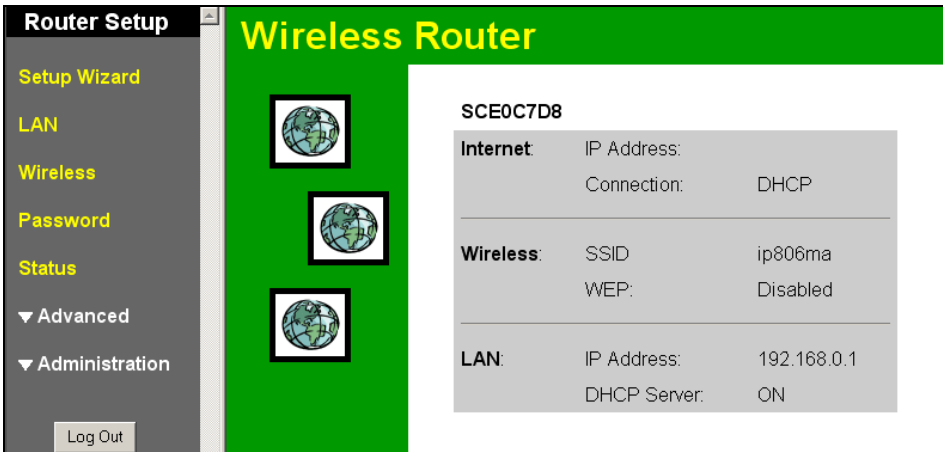 Router Setup
Setup Wizard
LAN
Wireless
Password
Status
Advanced
Administration
Log Out
Wireless Router
SCE0C7D8
Internet: IP Address:
Connection: DHCP
Wireless: SSID ip806ma
WEP: Disabled
LAN: IP Address: 192.168.0.1
DHCP Server: ON